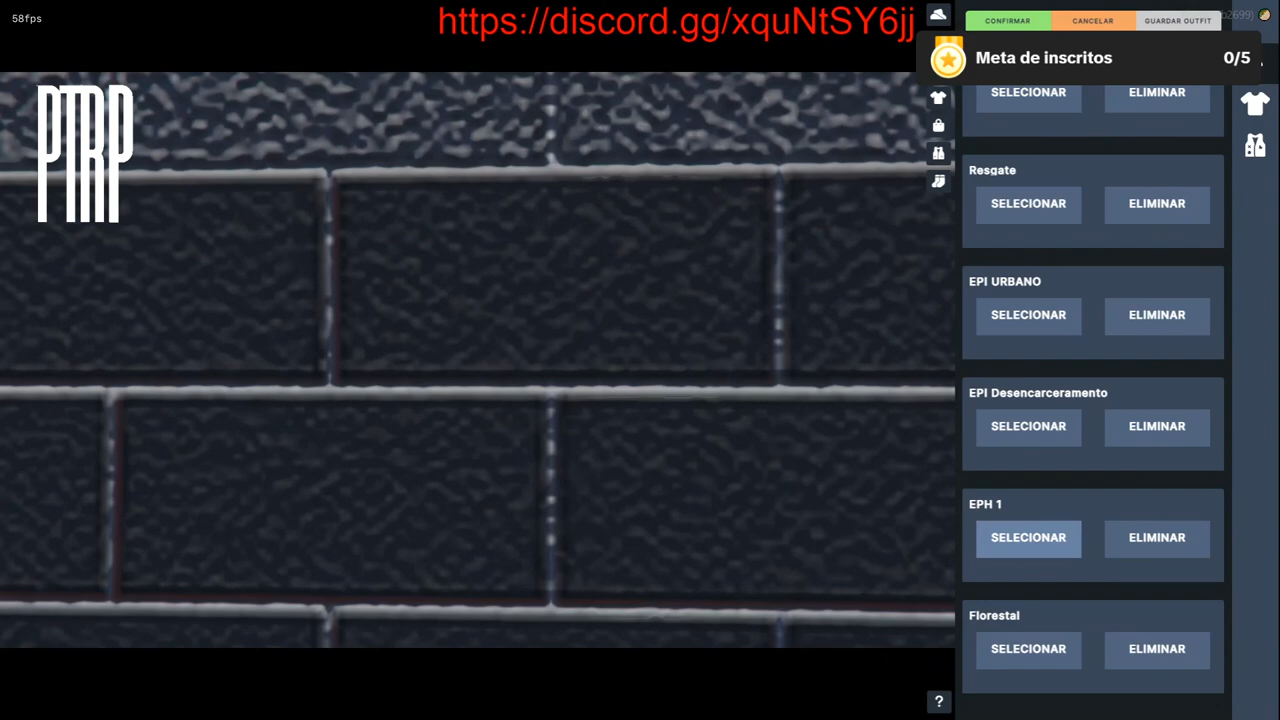 58fps
https://discord.gg/xquNtSY6jj
CONFIRMAR CANCELAR GUARDAR OUTFIT
b2699)
Meta de inscritos 0/5
PTRP
SELECIONAR ELIMINAR
Resgate
SELECIONAR ELIMINAR
EPI URBANO
SELECIONAR ELIMINAR
EPI Desencarceramento
SELECIONAR ELIMINAR
EPH 1
SELECIONAR ELIMINAR
Florestal
SELECIONAR ELIMINAR
?